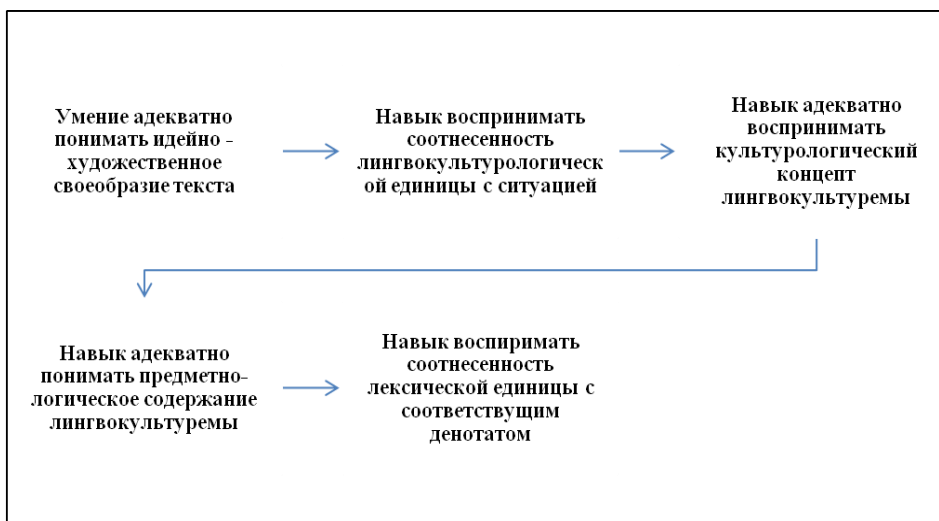 Умение адекватно
понимать идейно -
художественное
своеобразие текста
Навык воспринимать
соотнесенность
лингвокультурологическ
ой единицы с ситуацией
Навык адекватно
воспринимать
культурологический
концепт
лингвокультуремы
Навык адекватно
понимать предметно-
логическое содержание
лингвокультуремы
Навык воспиримать
соотнесенность
лексической единицы с
соответствущим
денотатом